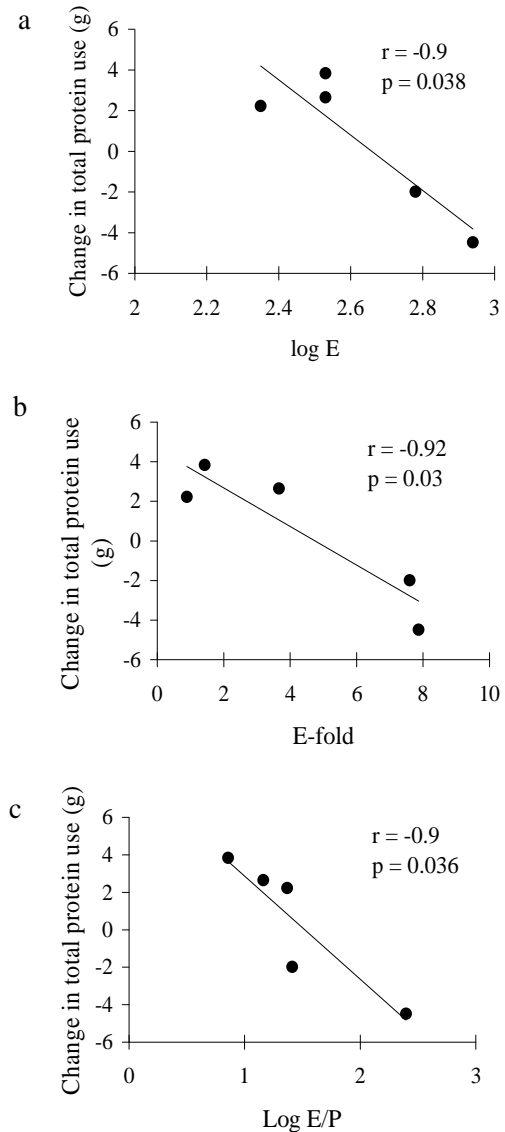 a
Change in total protein use (g)
6
4
2
0
-2
-4
-6
r = -0.9
p = 0.038
2
2.2
2.4
2.6
2.8
3
log E
b
Change in total protein use
(g)
6
4
2
0
-2
-4
-6
r = -0.92
p = 0.03
0
2
4
6
8
10
E-fold
c
Change in total protein use (g)
6
4
2
0
-2
-4
-6
r = -0.9
p = 0.036
0
1
2
3
Log E/P